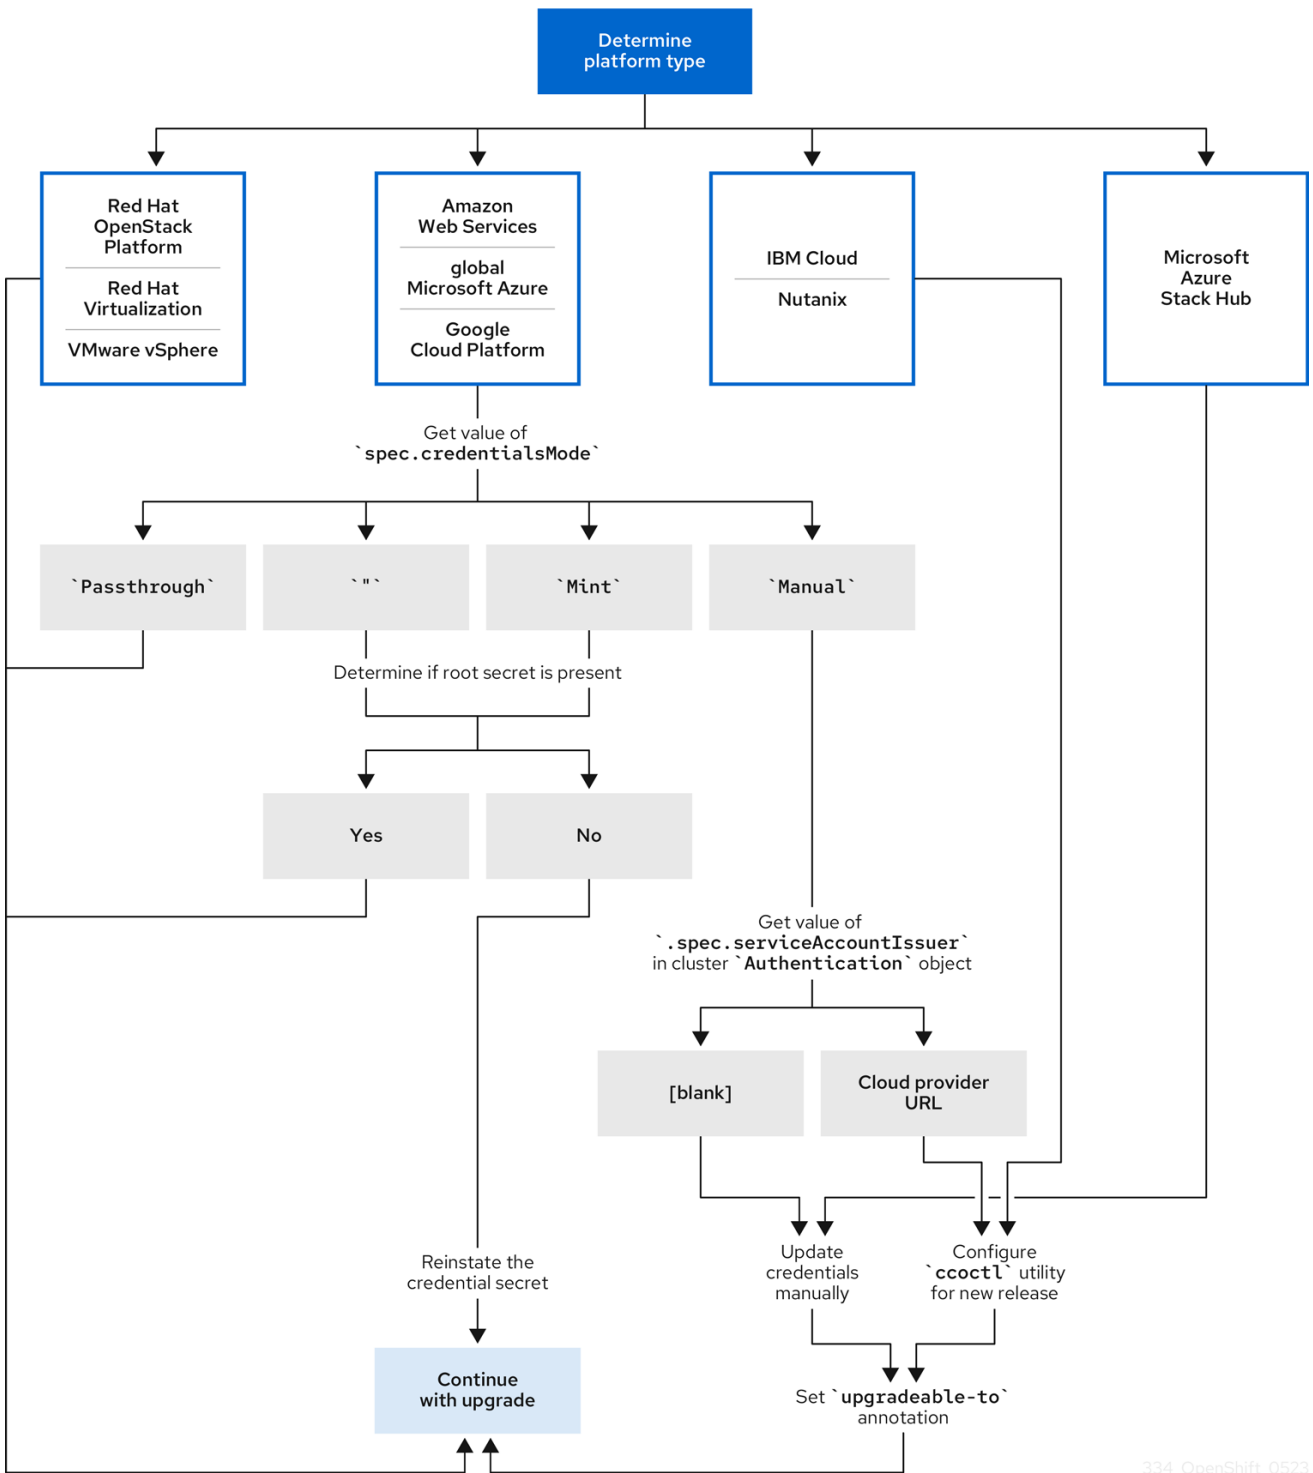 Determine
platform type
Red Hat
OpenStack
Platform
Red Hat
Virtualization
VMware vSphere
Amazon
Web Services
global
Microsoft Azure
Google
Cloud Platform
IBM Cloud
Nutanix
Microsoft
Azure
Stack Hub
Get value of
`spec.credentialsMode`
`Passthrough`
`"`
`Mint`
`Manual`
Determine if root secret is present
Yes
No
Get value of
`.spec.serviceAccountIssuer`
in cluster `Authentication` object
[blank]
Cloud provider
URL
Reinstate the
credential secret
Update
credentials
manually
Configure
`ccoctl` utility
for new release
Continue
with upgrade
Set `upgradeable-to`
annotation
334_OpenShift_0523